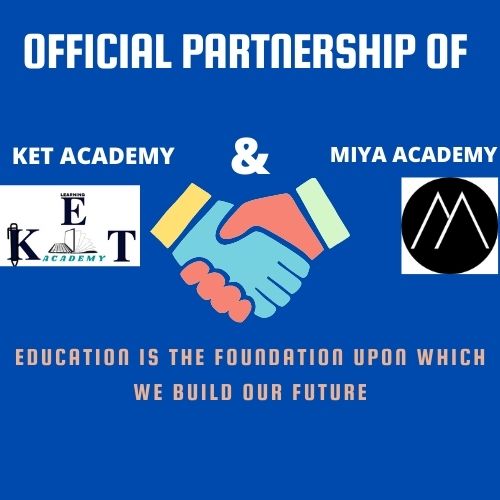 OFFICIAL PARTNERSHIP OF
KET ACADEMY
&
MIYA ACADEMY
LEARNING
K E T
ACADEMY
EDUCATION IS THE FOUNDATION UPON WHICH
WE BUILD OUR FUTURE